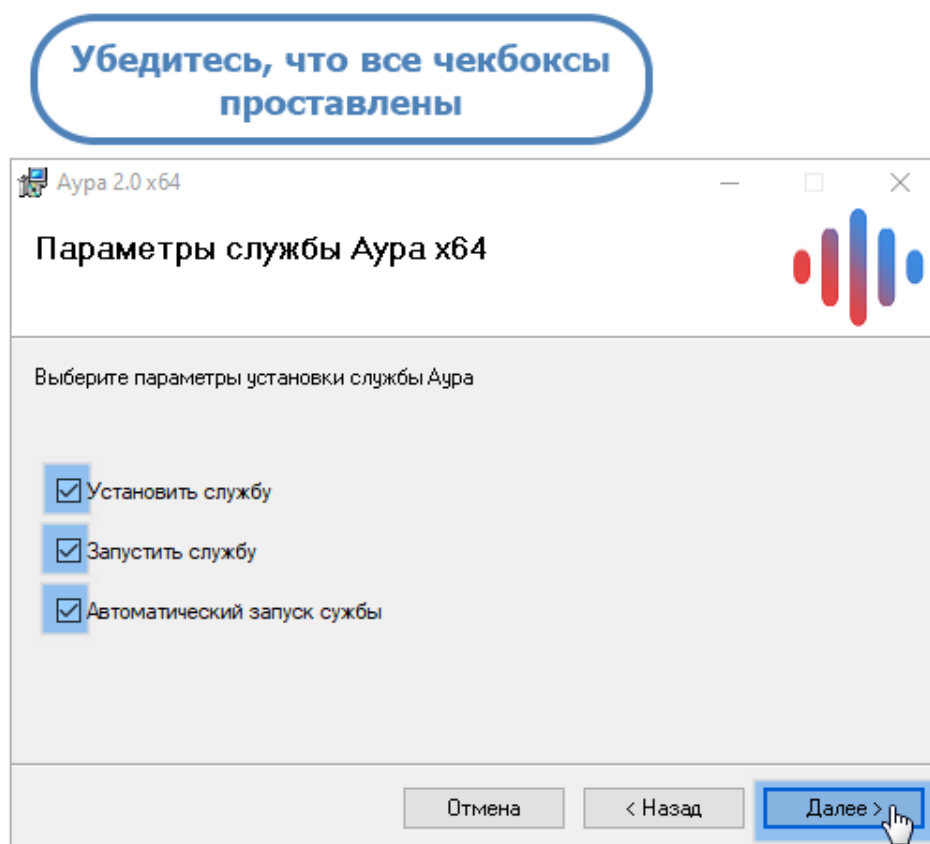 Убедитесь, что все чекбоксы
проставлены
Аура 2.0 x64
Параметры службы Аура x64
Выберите параметры установки службы Аура
Установить службу
Запустить службу
Автоматический запуск сужбы
Отмена
< Назад
Далее >